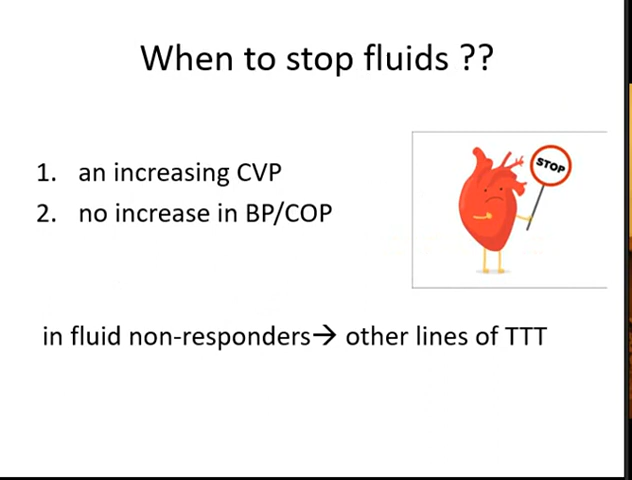 When to stop fluids ??
1. an increasing CVP
STOP
2. no increase in BP/COP
in fluid non-responders→ other lines of TTT